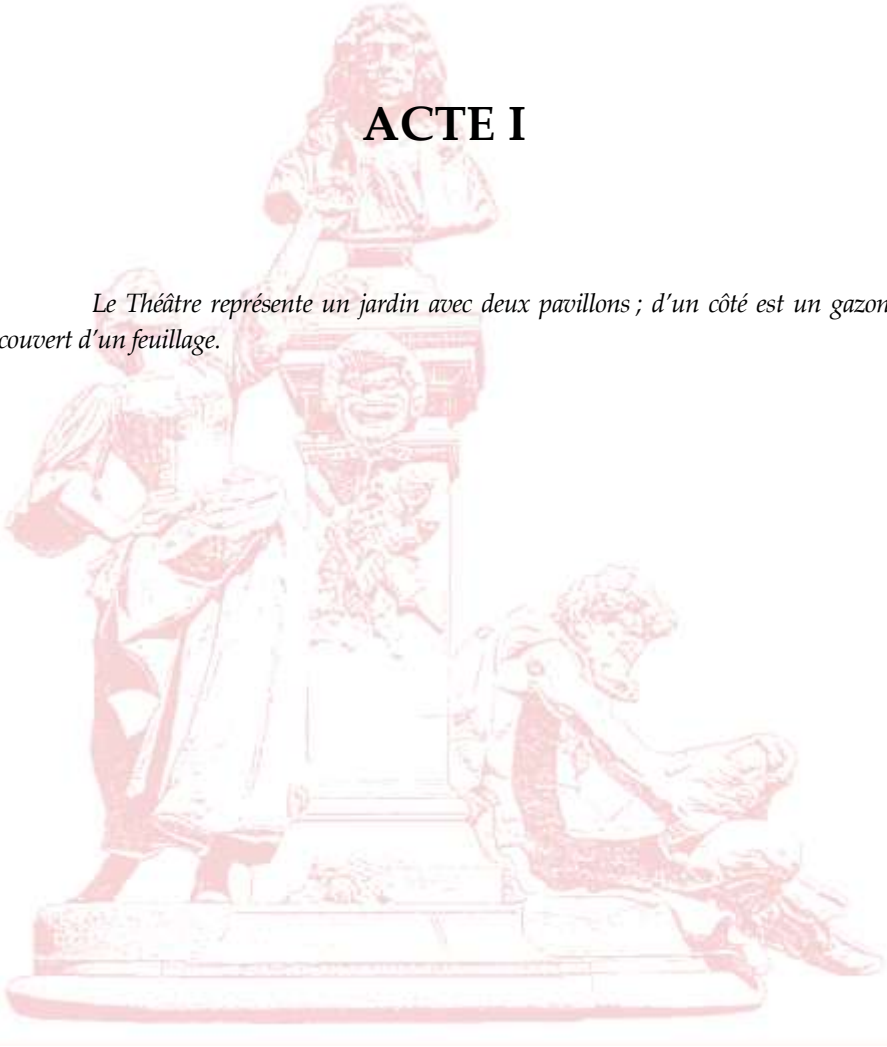 ACTE I
Le Théâtre représente un jardin avec deux pavillons ; d’un côté est un gazon
couvert d’un feuillage.